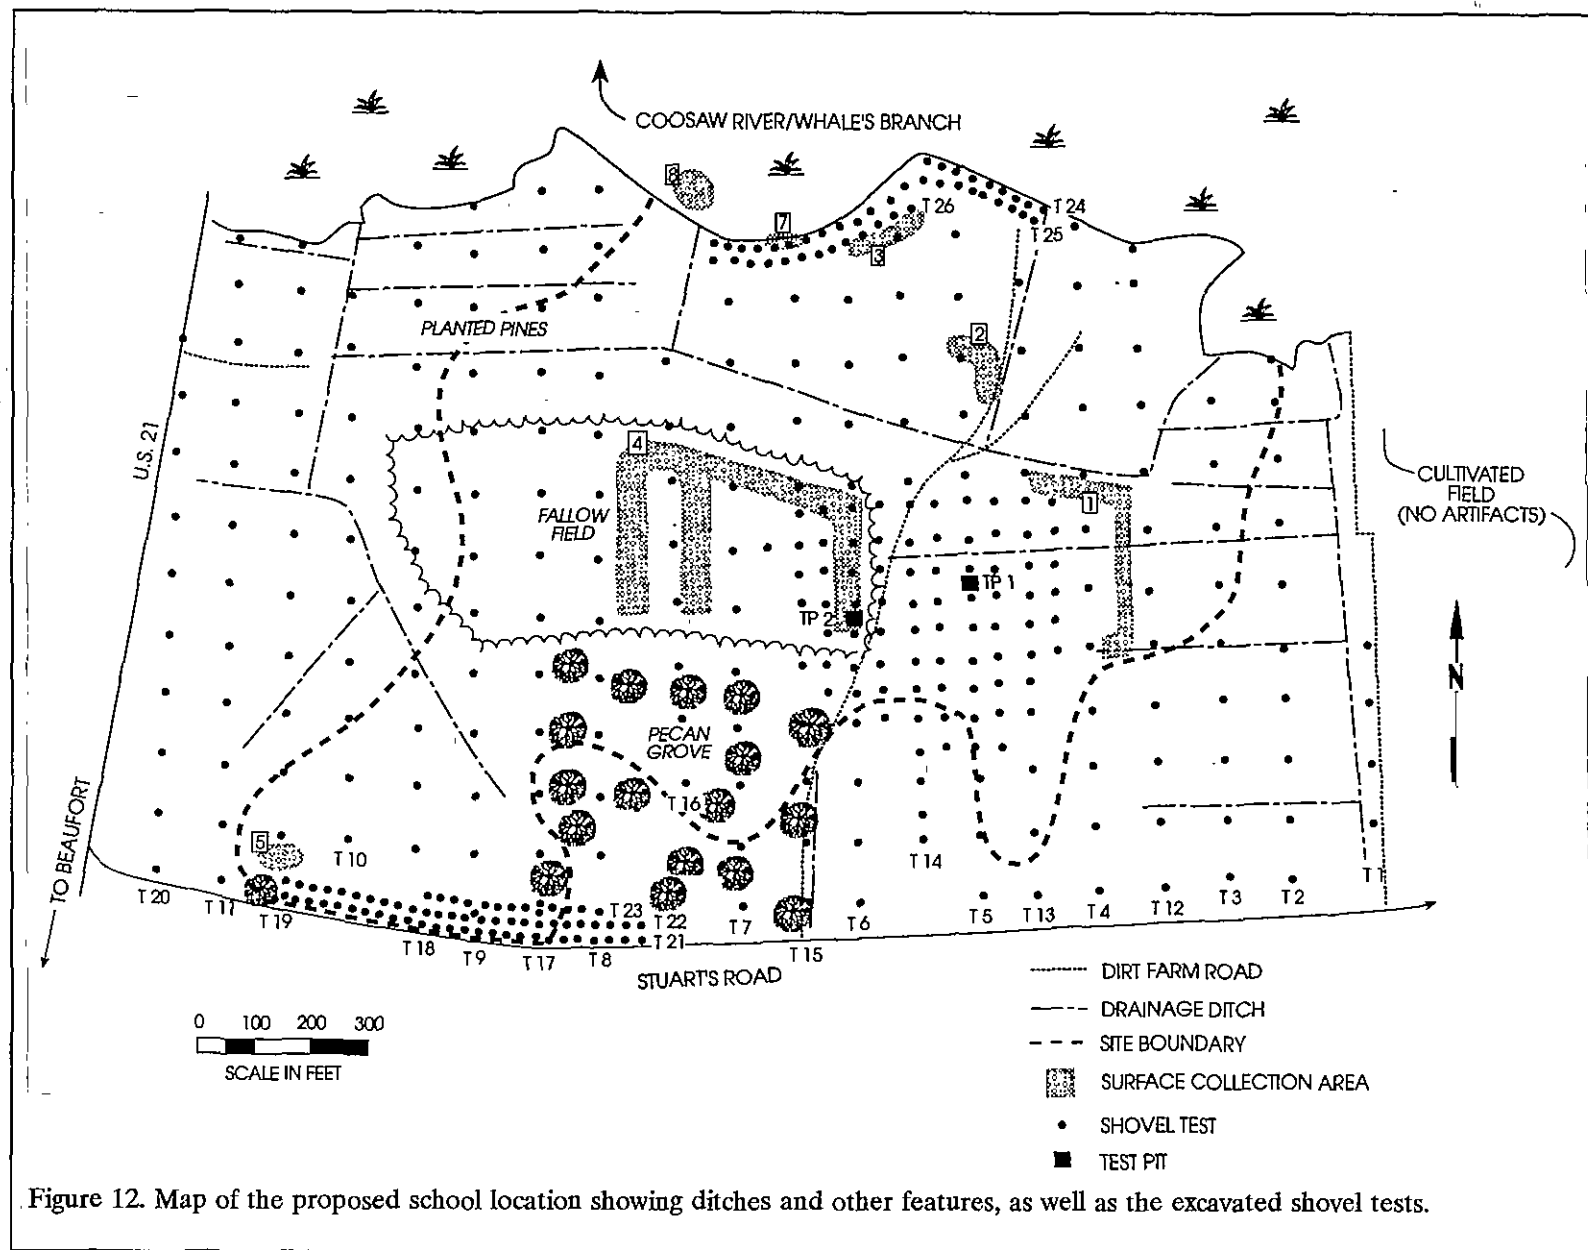 COOSAW RIVER/WHALE'S BRANCH
8
7
T 26
T 24
T 25
3
2
PLANTED PINES
U.S. 21
4
FALLOW
FIELD
1
CULTIVATED
FIELD
(NO ARTIFACTS)
TP 1
TP 2
N
PECAN
GROVE
TO BEAUFORT
T 16
5
T 10
T 14
T 1
T 20
T 11
T 19
T 18
T 9
T 17
T 8
T 23
T 22
T 21
T 7
T 15
T 6
T 5
T 13
T 4
T 12
T 3
T 2
STUART'S ROAD
0 100 200 300
SCALE IN FEET
DIRT FARM ROAD
DRAINAGE DITCH
SITE BOUNDARY
SURFACE COLLECTION AREA
SHOVEL TEST
TEST PIT
Figure 12. Map of the proposed school location showing ditches and other features, as well as the excavated shovel tests.